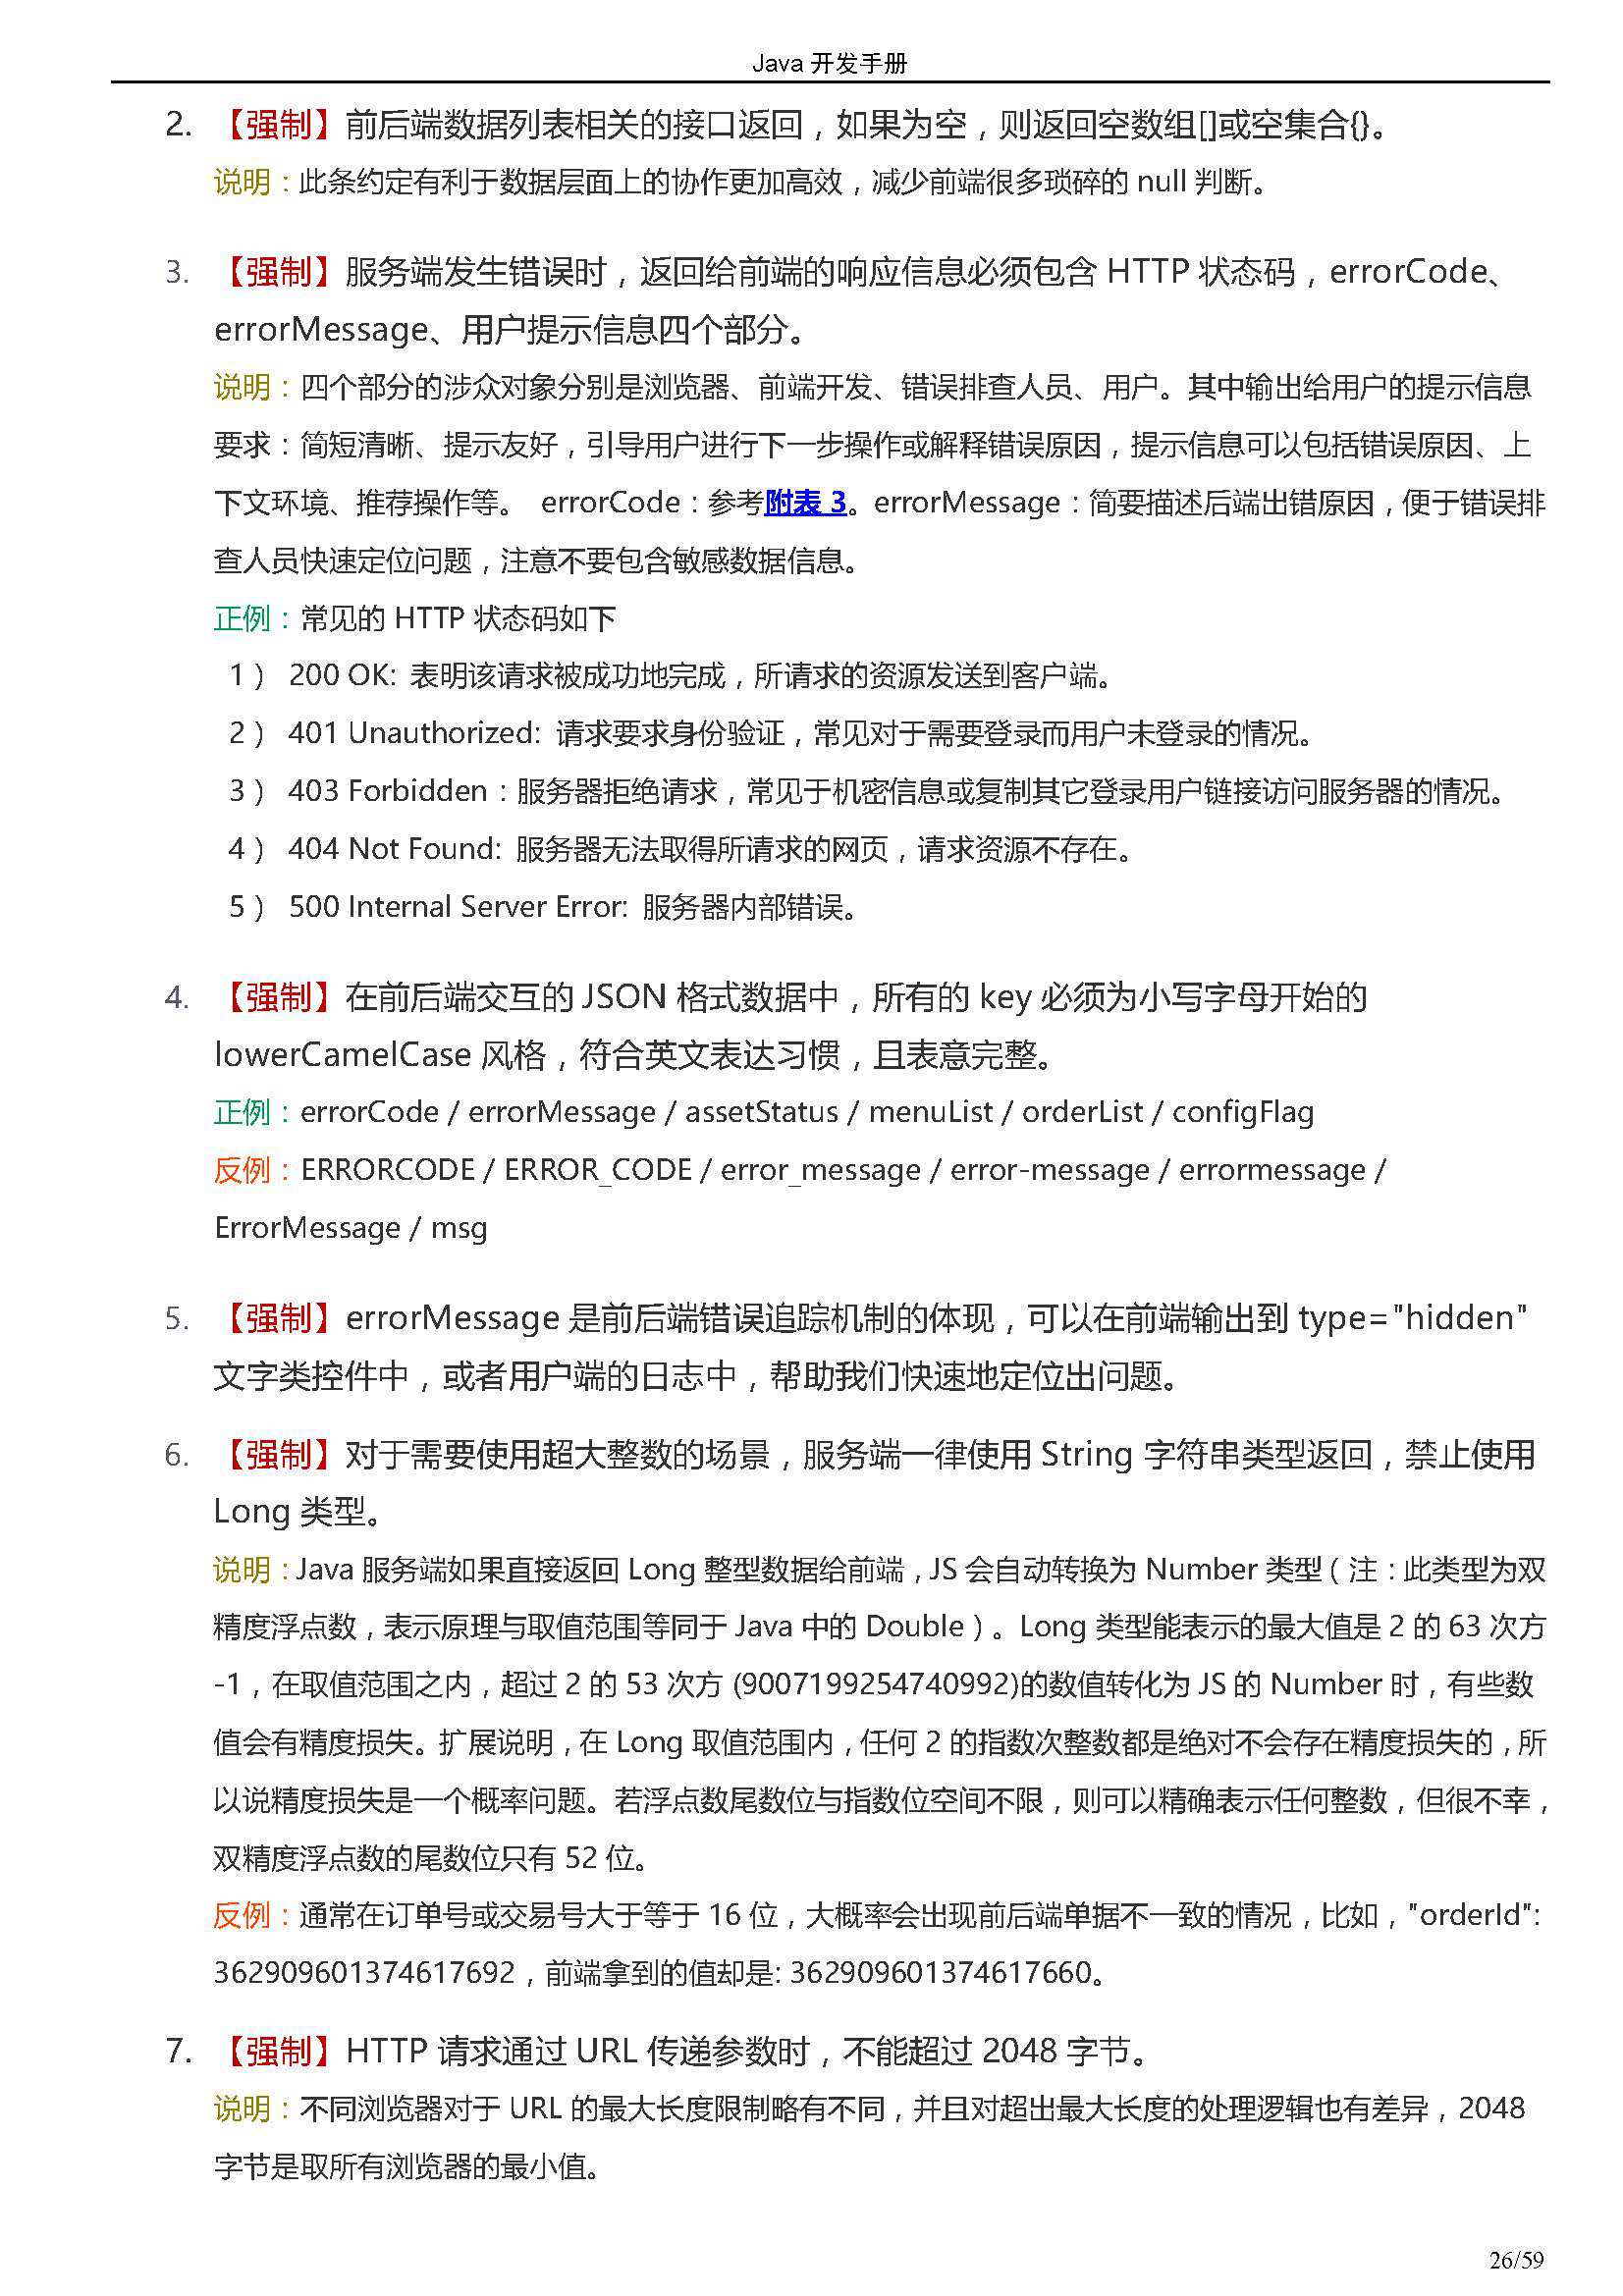 Java 开发手册
2. 【强制】前后端数据列表相关的接口返回，如果为空，则返回空数组[]或空集合{}。
说明：此条约定有利于数据层面上的协作更加高效，减少前端很多琐碎的 null 判断。
3. 【强制】服务端发生错误时，返回给前端的响应信息必须包含 HTTP 状态码，errorCode、
errorMessage、用户提示信息四个部分。
说明：四个部分的涉众对象分别是浏览器、前端开发、错误排查人员、用户。其中输出给用户的提示信息
要求：简短清晰、提示友好，引导用户进行下一步操作或解释错误原因，提示信息可以包括错误原因、上
下文环境、推荐操作等。 errorCode：参考附表 3。errorMessage：简要描述后端出错原因，便于错误排
查人员快速定位问题，注意不要包含敏感数据信息。
正例：常见的 HTTP 状态码如下
1） 200 OK: 表明该请求被成功地完成，所请求的资源发送到客户端。
2） 401 Unauthorized: 请求要求身份验证，常见对于需要登录而用户未登录的情况。
3） 403 Forbidden：服务器拒绝请求，常见于机密信息或复制其它登录用户链接访问服务器的情况。
4） 404 Not Found: 服务器无法取得所请求的网页，请求资源不存在。
5） 500 Internal Server Error: 服务器内部错误。
4. 【强制】在前后端交互的 JSON 格式数据中，所有的 key 必须为小写字母开始的
lowerCamelCase 风格，符合英文表达习惯，且表意完整。
正例：errorCode / errorMessage / assetStatus / menuList / orderList / configFlag
反例：ERRORCODE / ERROR_CODE / error_message / error-message / errormessage /
ErrorMessage / msg
5. 【强制】errorMessage 是前后端错误追踪机制的体现，可以在前端输出到 type="hidden"
文字类控件中，或者用户端的日志中，帮助我们快速地定位出问题。
6. 【强制】对于需要使用超大整数的场景，服务端一律使用 String 字符串类型返回，禁止使用
Long 类型。
说明：Java 服务端如果直接返回 Long 整型数据给前端，JS 会自动转换为 Number 类型（注：此类型为双
精度浮点数，表示原理与取值范围等同于 Java 中的 Double）。Long 类型能表示的最大值是 2 的 63 次方
-1，在取值范围之内，超过 2 的 53 次方 (9007199254740992)的数值转化为 JS 的 Number 时，有些数
值会有精度损失。扩展说明，在 Long 取值范围内，任何 2 的指数次整数都是绝对不会存在精度损失的，所
以说精度损失是一个概率问题。若浮点数尾数位与指数位空间不限，则可以精确表示任何整数，但很不幸，
双精度浮点数的尾数位只有 52 位。
反例：通常在订单号或交易号大于等于 16 位，大概率会出现前后端单据不一致的情况，比如，"orderId":
362909601374617692，前端拿到的值却是: 362909601374617660。
7. 【强制】HTTP 请求通过 URL 传递参数时，不能超过 2048 字节。
说明：不同浏览器对于 URL 的最大长度限制略有不同，并且对超出最大长度的处理逻辑也有差异，2048
字节是取所有浏览器的最小值。
26/59